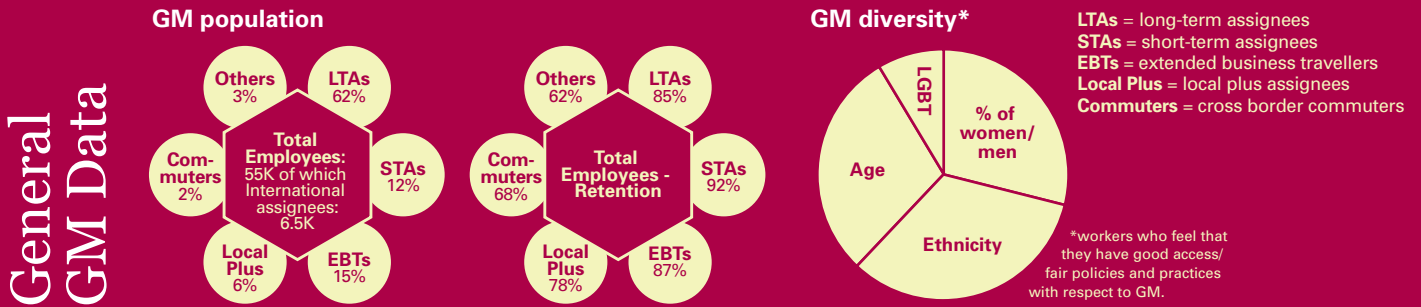 General
GM Data
GM population
Others
3%
LTAs
62%
Com-
muters
2%
Total
Employees:
55K of which
International
assignees:
6.5K
STAs
12%
Local
Plus
6%
EBTs
15%
Others
62%
LTAs
85%
Com-
muters
68%
Total
Employees -
Retention
STAs
92%
Local
Plus
78%
EBTs
87%
GM diversity*
LGBT
% of
women/
men
Age
Ethnicity
LTAs = long-term assignees
STAs = short-term assignees
EBTs = extended business travellers
Local Plus = local plus assignees
Commuters = cross border commuters
*workers who feel that
they have good access/
fair policies and practices
with respect to GM.